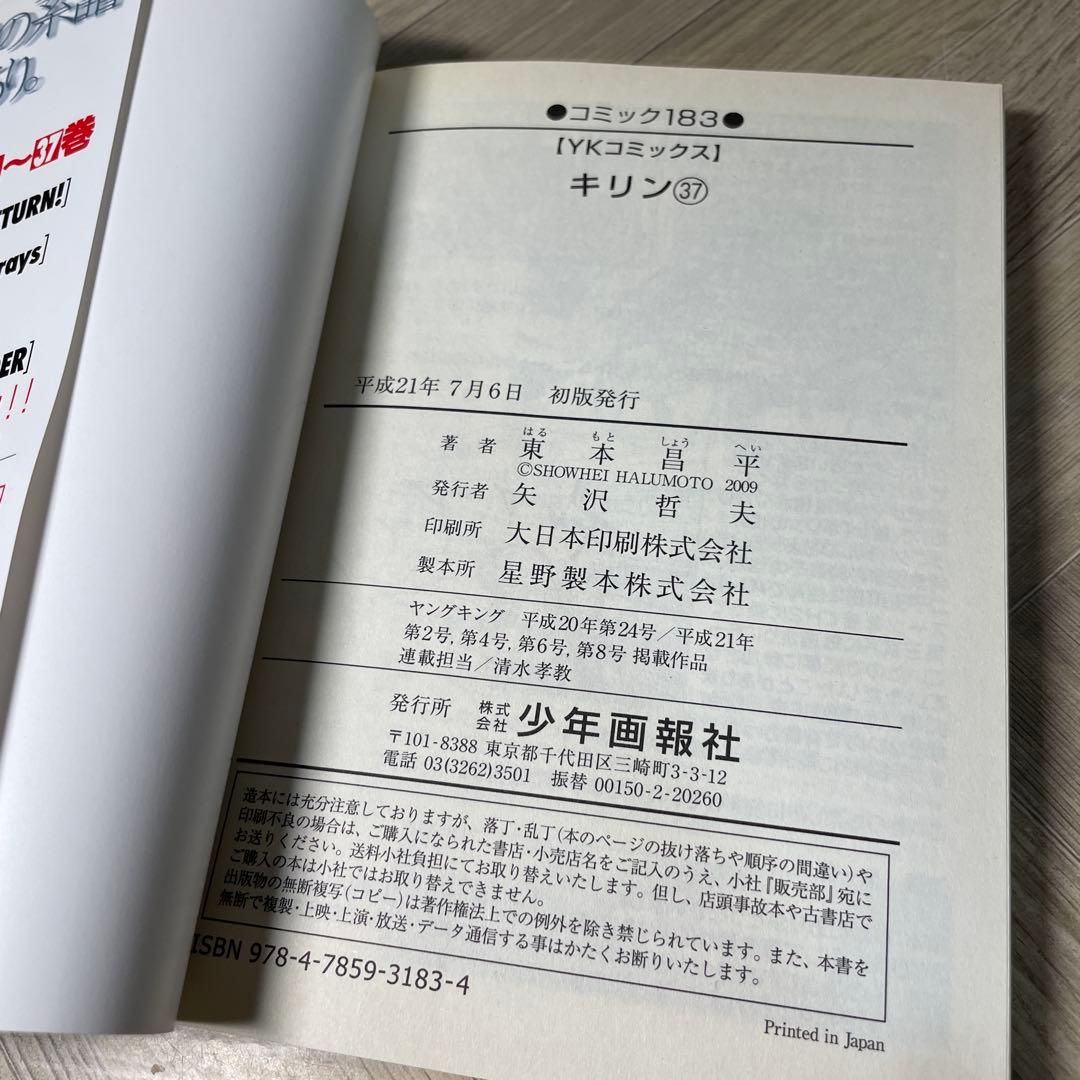 の系譜
り。
～37巻
TURN!]
rays]
DER]
!!
●コミック183●
【YKコミックス】
キリン㊲
平成21年 7月6日 初版発行
はる もと しょう へい
著者 東本昌平
©SHOWHEI HALUMOTO 2009
発行者 矢沢哲夫
印刷所 大日本印刷株式会社
製本所 星野製本株式会社
ヤングキング 平成20年第24号／平成21年
第2号, 第4号, 第6号, 第8号 掲載作品
連載担当／清水孝教
発行所 株式会社 少年画報社
〒101-8388 東京都千代田区三崎町3-3-12
電話 03(3262)3501 振替 00150-2-20260
造本には充分注意しておりますが、落丁・乱丁(本のページの抜け落ちや順序の間違い)や
印刷不良の場合は、ご購入になられた書店・小売店名をご記入のうえ、小社『販売部』宛に
お送りください。送料小社負担にてお取り替えいたします。但し、店頭事故本や古書店で
ご購入の本は小社ではお取り替えできません。
出版物の無断複写(コピー)は著作権法上での例外を除き禁じられています。また、本書を
無断で複製・上映・上演・放送・データ通信する事はかたくお断りいたします。
ISBN 978-4-7859-3183-4
Printed in Japan